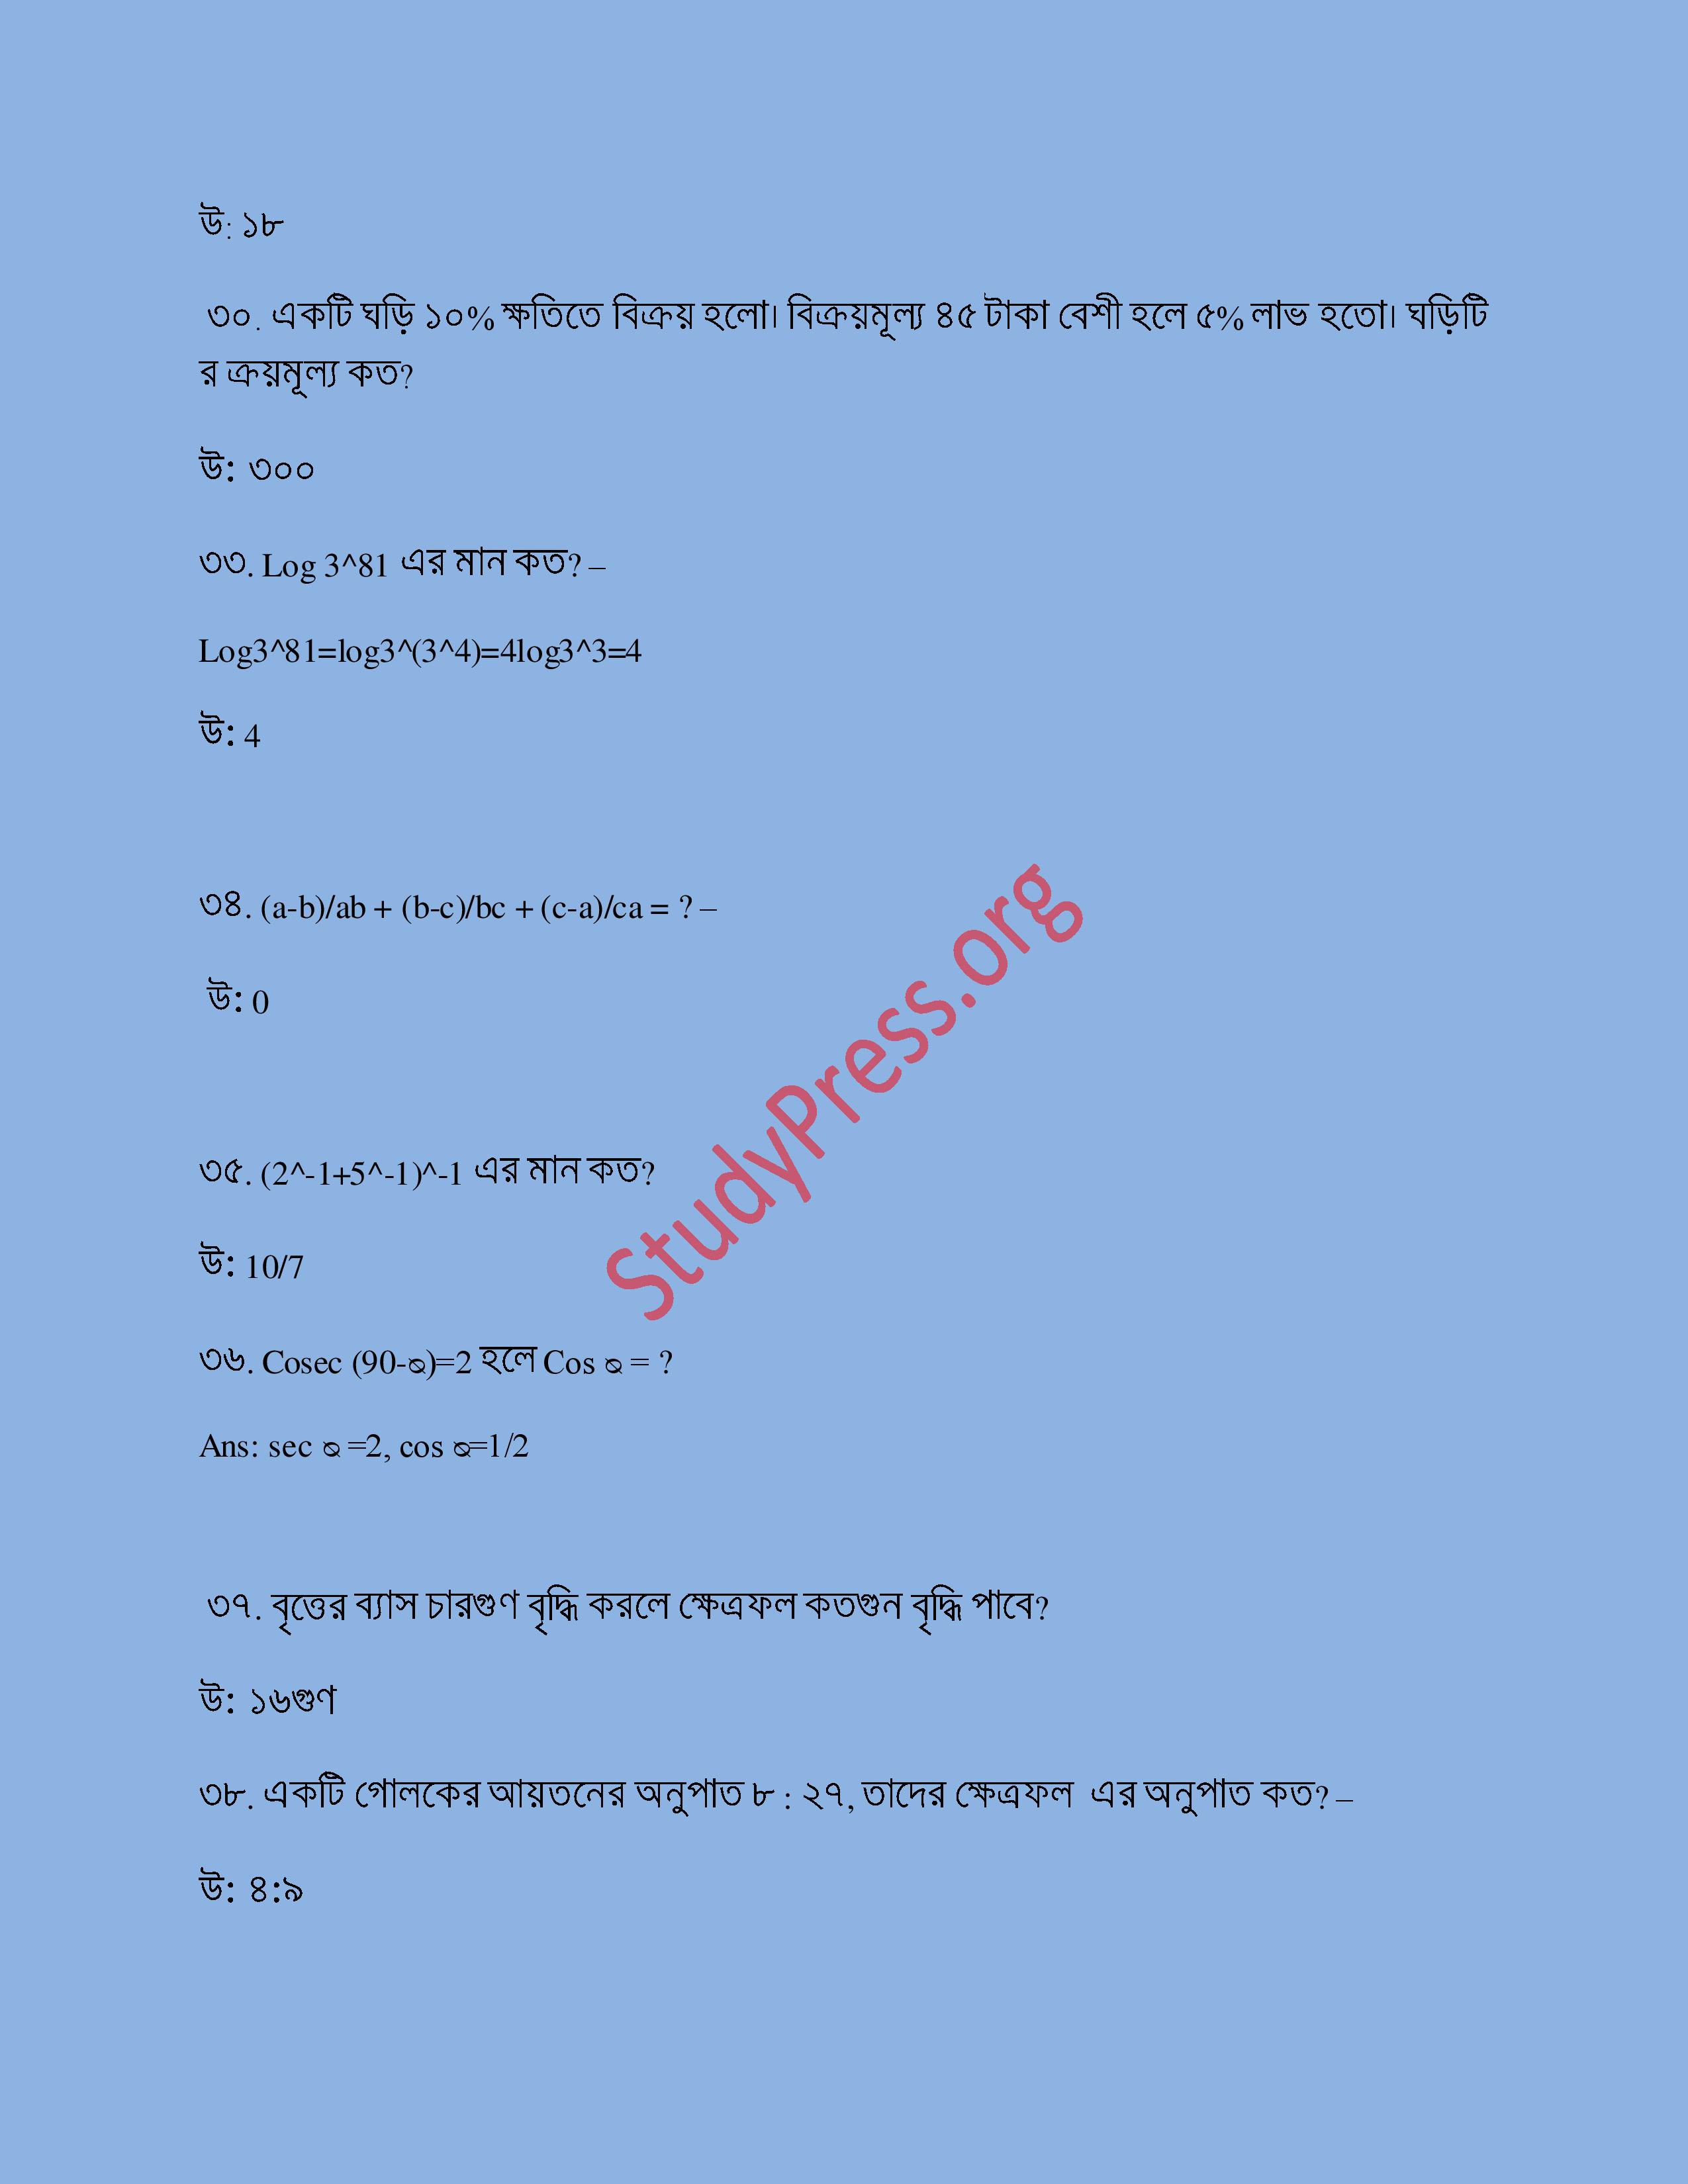 উ: ১৮
৩০. একটি ঘড়ি ১০% ক্ষতিতে বিক্রয় হলো। বিক্রয়মূল্য ৪৫ টাকা বেশী হলে ৫% লাভ হতো। ঘড়িটি
র ক্রয়মূল্য কত?
উ: ৩০০
৩৩. Log 3^81 এর মান কত? –
Log3^81=log3^(3^4)=4log3^3=4
উ: 4
৩৪. (a-b)/ab + (b-c)/bc + (c-a)/ca = ? –
উ: 0
StudyPress.org
৩৫. (2^-1+5^-1)^-1 এর মান কত?
উ: 10/7
৩৬. Cosec (90-ᴓ)=2 হলে Cos ᴓ = ?
Ans: sec ᴓ =2, cos ᴓ=1/2
৩৭. বৃত্তের ব্যাস চারগুণ বৃদ্ধি করলে ক্ষেত্রফল কতগুন বৃদ্ধি পাবে?
উ: ১৬গুণ
৩৮. একটি গোলকের আয়তনের অনুপাত ৮ : ২৭, তাদের ক্ষেত্রফল এর অনুপাত কত? –
উ: ৪:৯